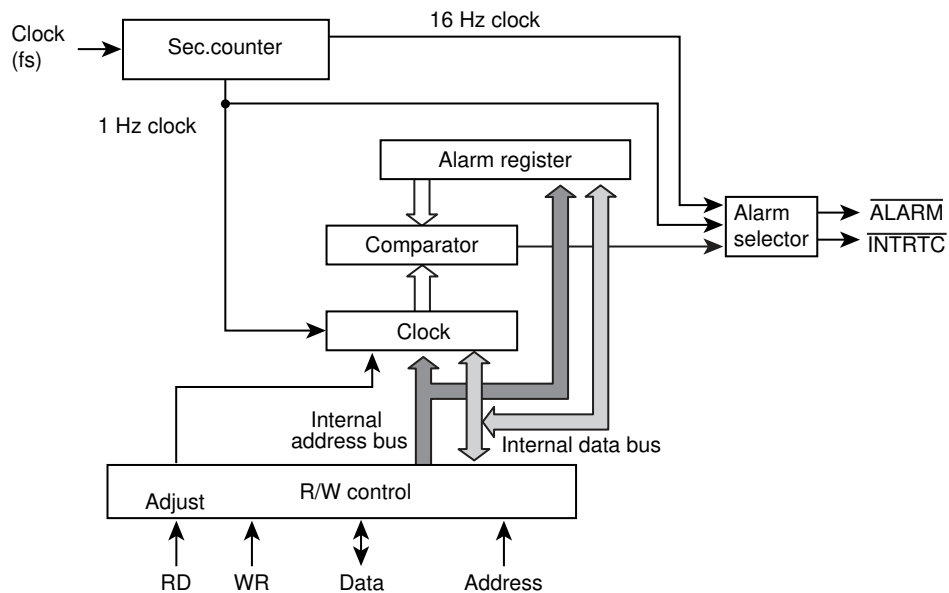 16 Hz clock
Clock
(fs)
Sec.counter
1 Hz clock
Alarm register
Alarm
selector
ALARM
INTRTC
Comparator
Clock
Internal
address bus
Internal data bus
R/W control
Adjust
RD
WR
Data
Address